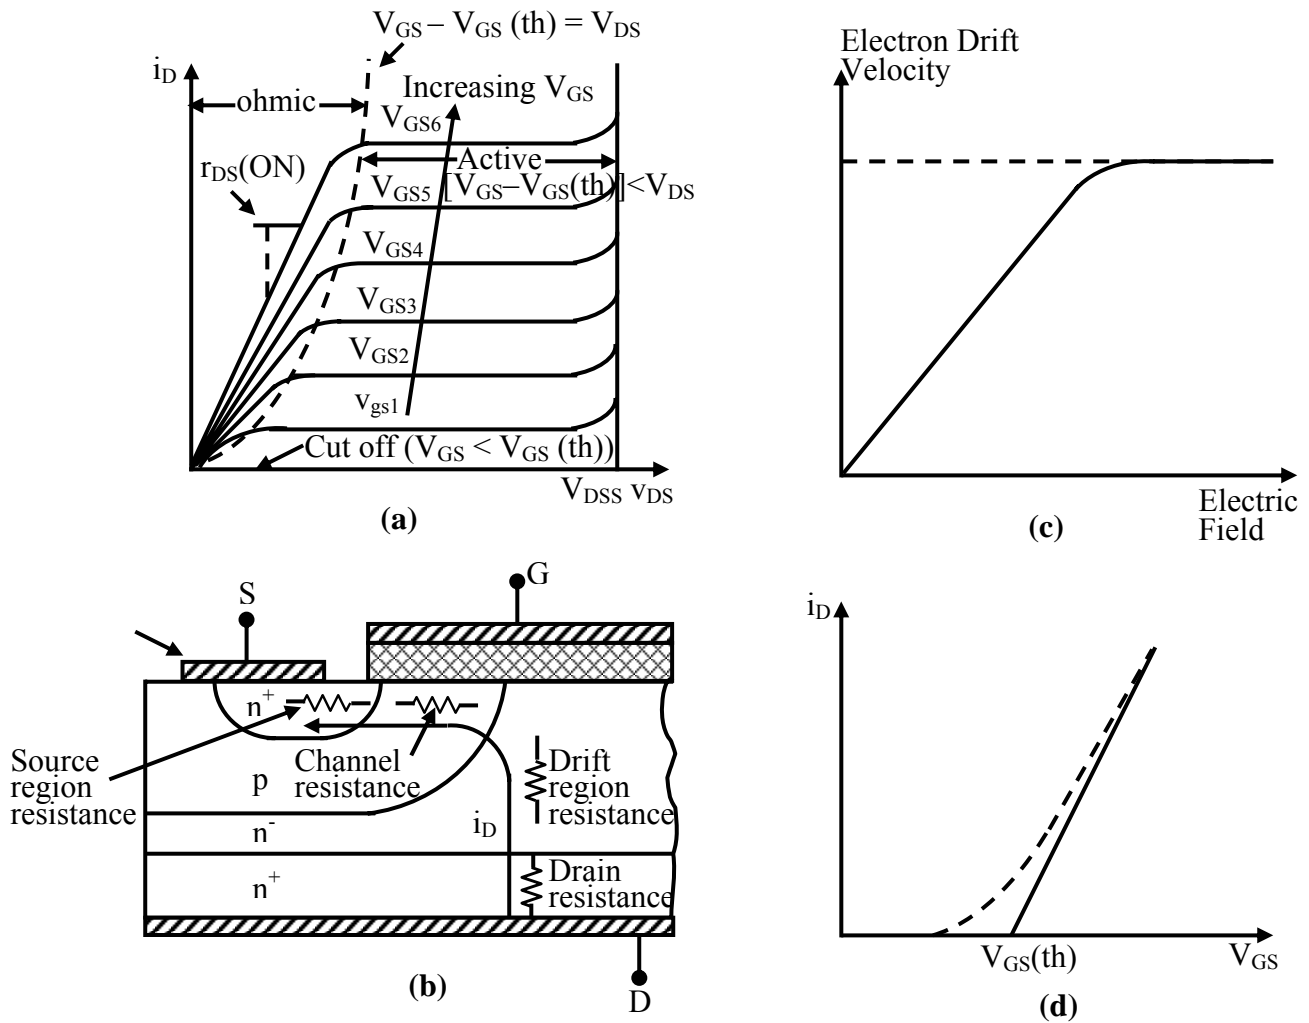 V_GS – V_GS (th) = V_DS
i_D
Increasing V_GS
ohmic
V_GS6
Active
r_DS(ON)
V_GS5 [V_GS–V_GS(th)]<V_DS
V_GS4
V_GS3
V_GS2
v_gs1
Cut off (V_GS < V_GS (th))
V_DSS v_DS
(a)
Electron Drift
Velocity
Electric
Field
(c)
S
G
n^+
Source
region
resistance
Channel
resistance
Drift
region
resistance
p
i_D
n^-
n^+
Drain
resistance
D
(b)
i_D
V_GS(th)
V_GS
(d)